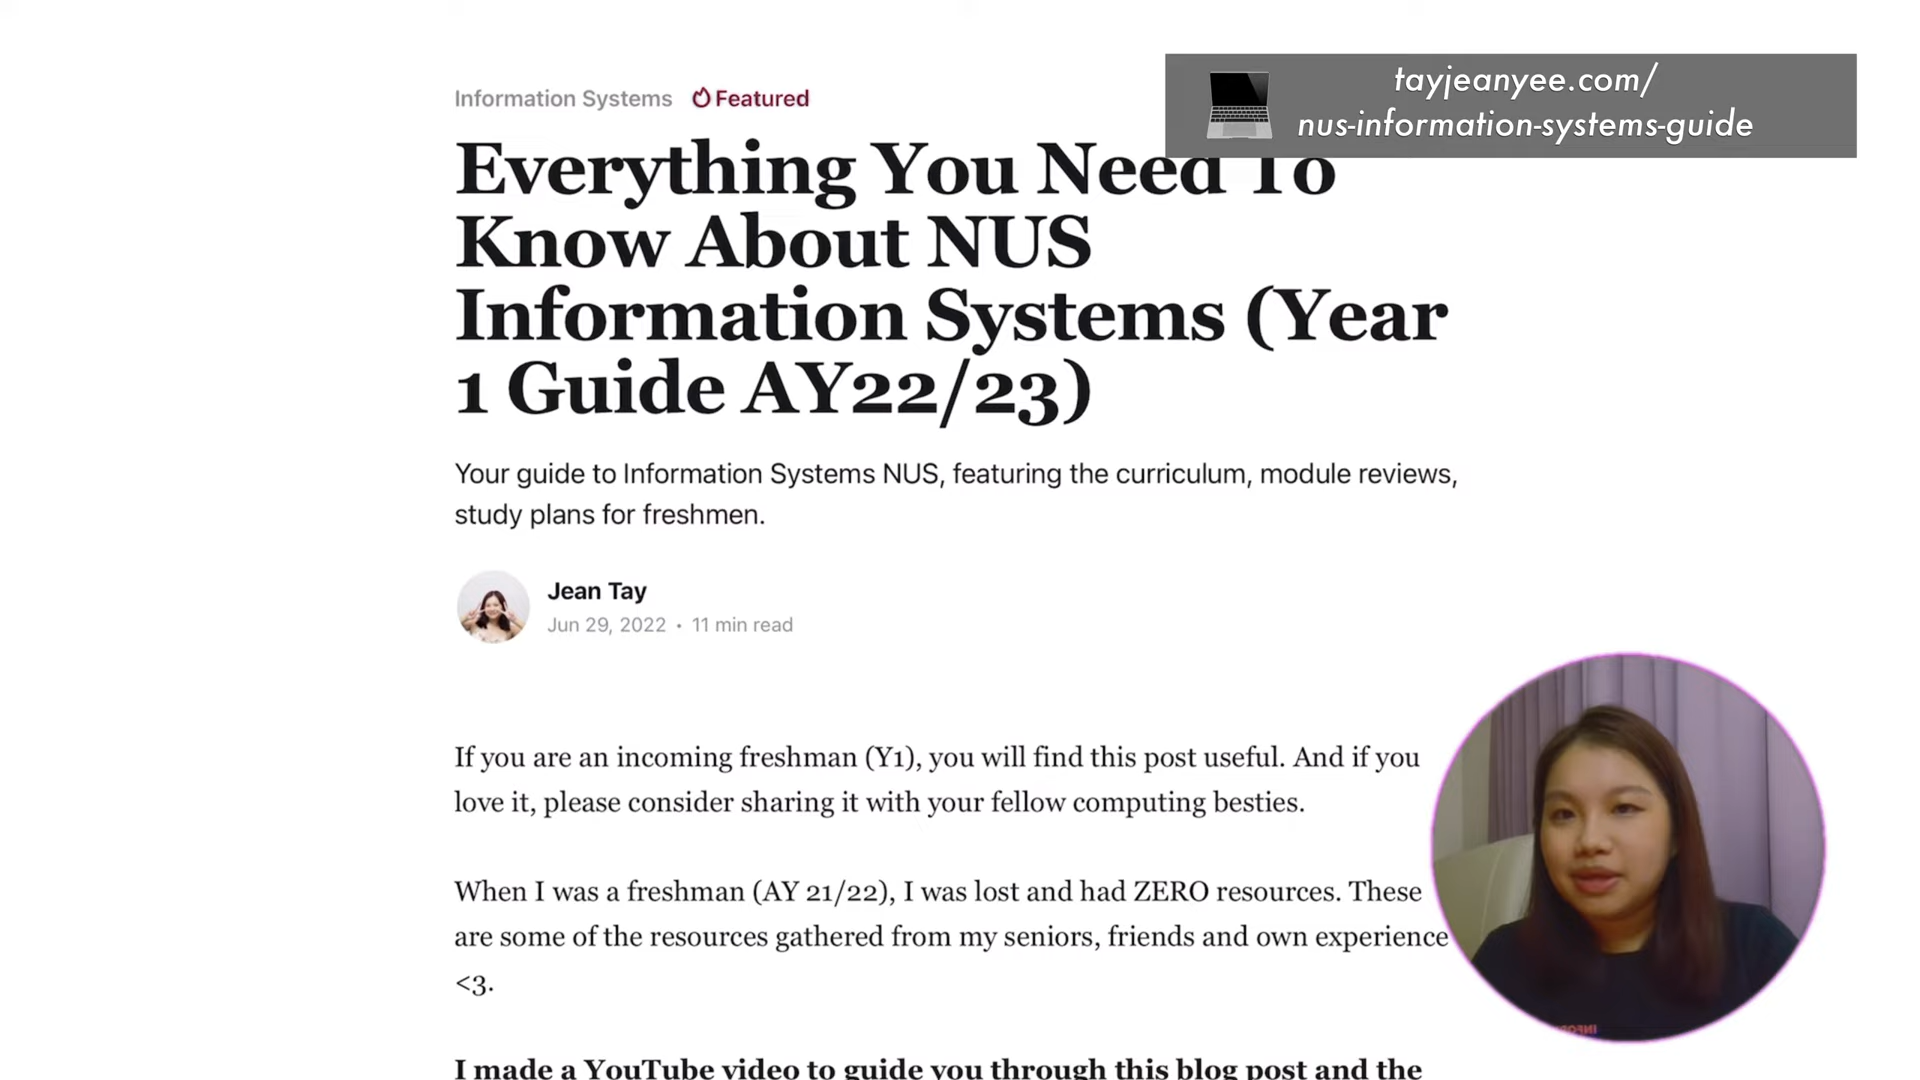 tayjeanyee.com/
nus-information-systems-guide
Information Systems Featured
Everything You Need To
Know About NUS
Information Systems (Year
1 Guide AY22/23)
Your guide to Information Systems NUS, featuring the curriculum, module reviews,
study plans for freshmen.
Jean Tay
Jun 29, 2022 • 11 min read
If you are an incoming freshman (Y1), you will find this post useful. And if you
love it, please consider sharing it with your fellow computing besties.
When I was a freshman (AY 21/22), I was lost and had ZERO resources. These
are some of the resources gathered from my seniors, friends and own experience
<3.
I made a YouTube video to guide you through this blog post and the